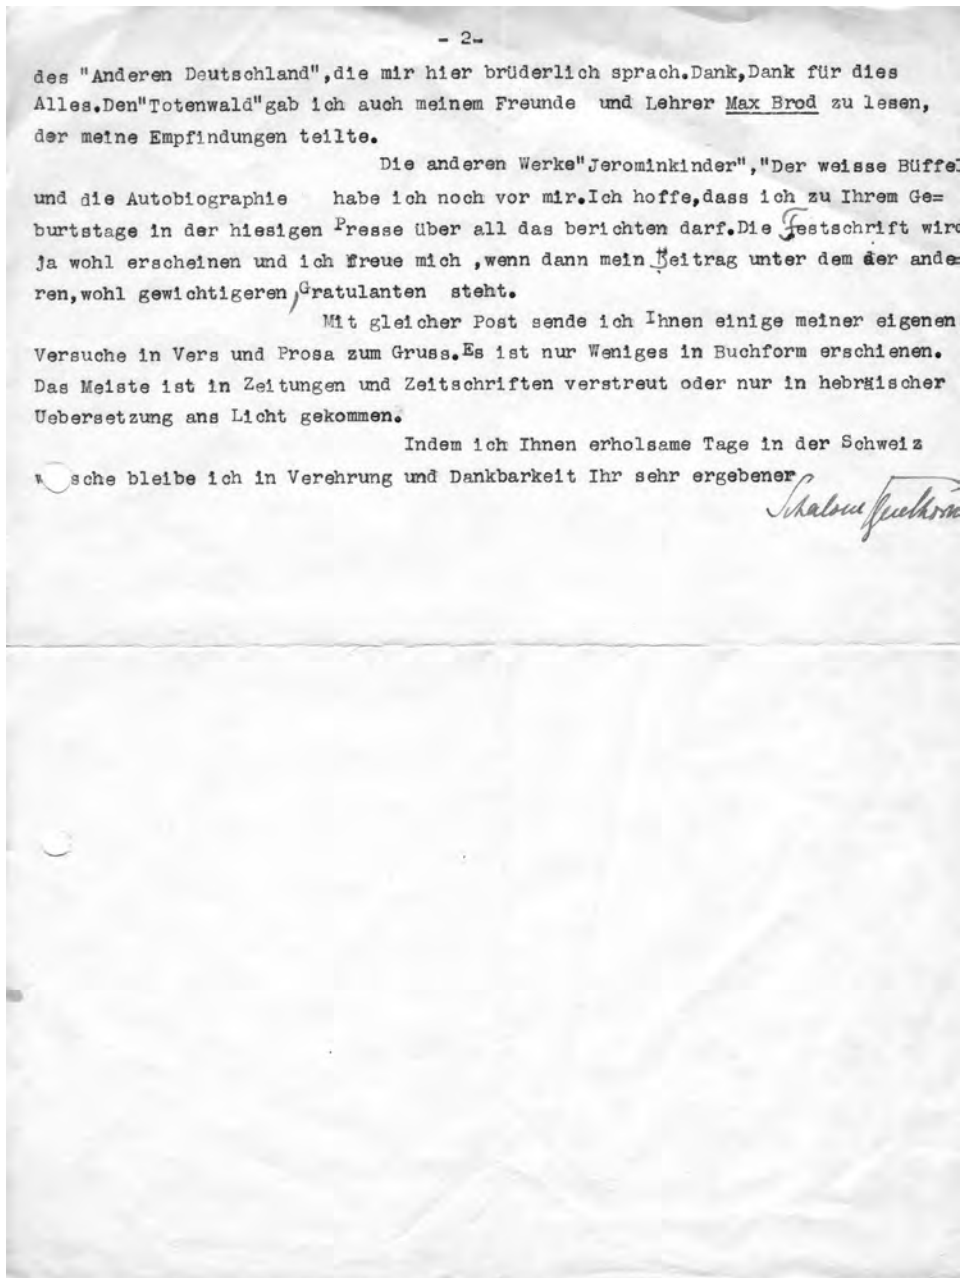 - 2-
des "Anderen Deutschland",die mir hier brüderlich sprach.Dank,Dank für dies
Alles.Den"Totenwald"gab ich auch meinem Freunde und Lehrer Max Brod zu lesen,
der meine Empfindungen teilte.
Die anderen Werke"Jerominkinder","Der weisse Büffel
und die Autobiographie habe ich noch vor mir.Ich hoffe,dass ich zu Ihrem Ge=
burtstage in der hiesigen Presse über all das berichten darf.Die Festschrift wird
ja wohl erscheinen und ich freue mich ,wenn dann mein Beitrag unter dem der ande=
ren,wohl gewichtigeren,Gratulanten steht.
Mit gleicher Post sende ich Ihnen einige meiner eigenen
Versuche in Vers und Prosa zum Gruss.Es ist nur Weniges in Buchform erschienen.
Das Meiste ist in Zeitungen und Zeitschriften verstreut oder nur in hebräischer
Uebersetzung ans Licht gekommen.
Indem ich Ihnen erholsame Tage in der Schweiz
sche bleibe ich in Verehrung und Dankbarkeit Ihr sehr ergebener
Schalom